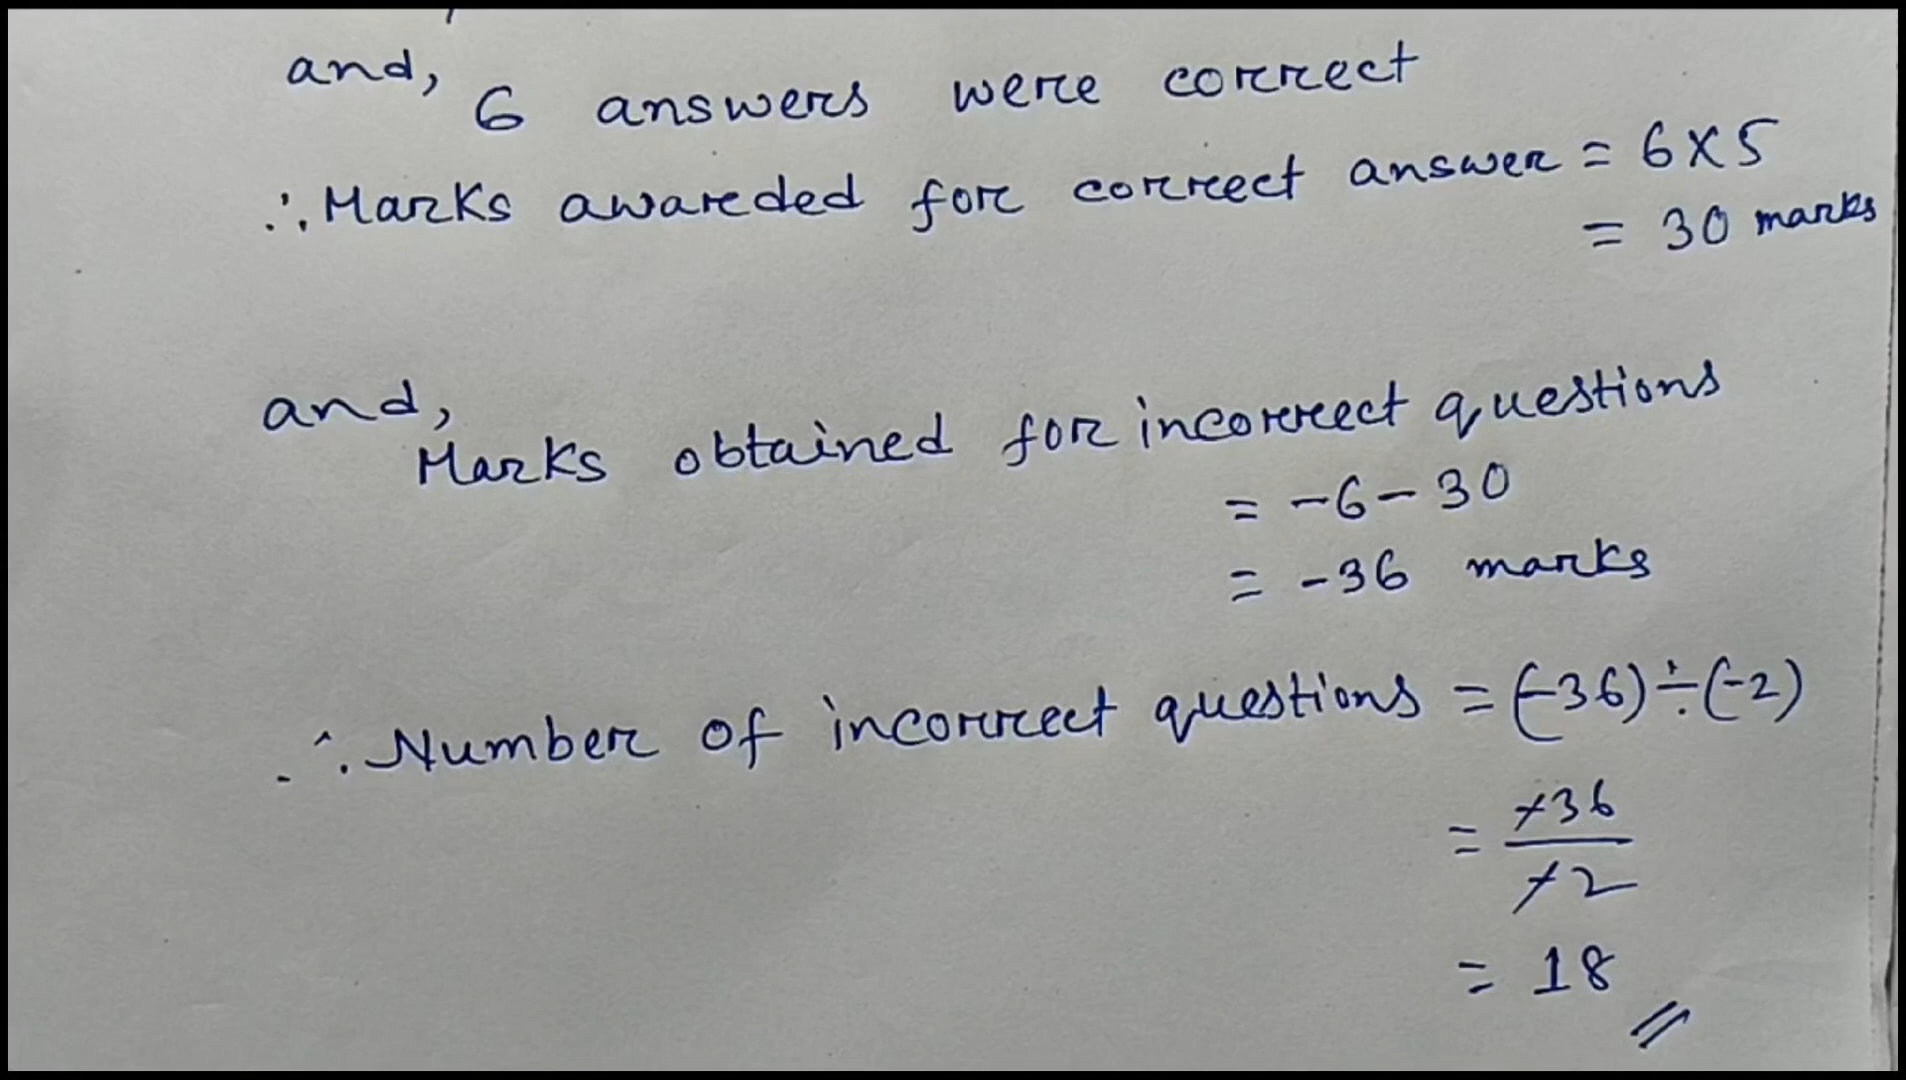 and,
6 answers were correct
∴ Marks awareded for correct answer = 6×5
= 30 marks
and,
Marks obtained for incorrect questions
= -6-30
= -36 marks
∴ Number of incorrect questions = (-36)÷(-2)
= -36/-2
= 18